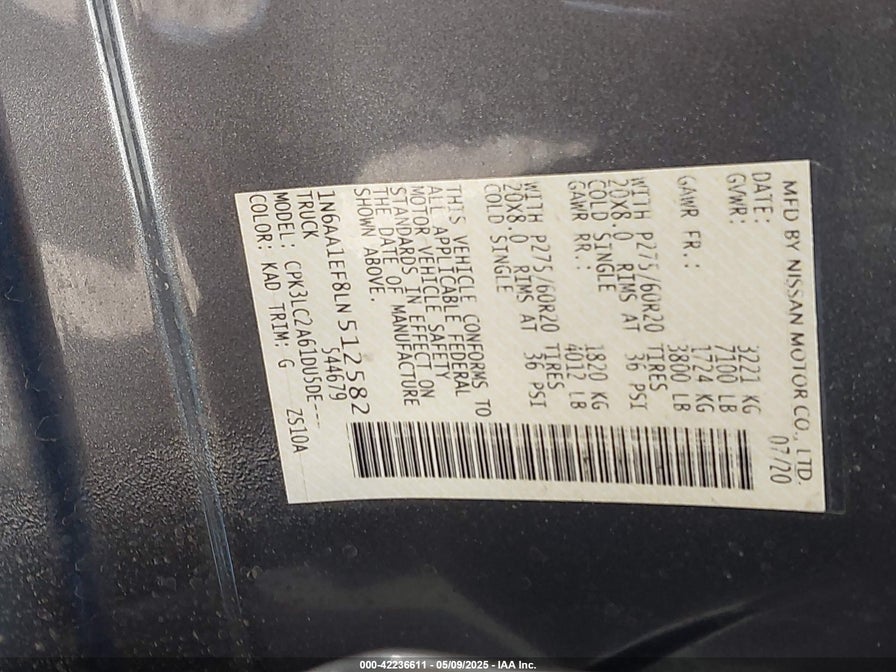 MFD BY NISSAN MOTOR CO., LTD.
DATE: 07/20
GVWR: 3221 KG
7100 LB
GAWR FR.: 1724 KG
3800 LB
WITH P275/60R20 TIRES
20X8.0 RIMS AT 36 PSI
COLD SINGLE
GAWR RR.: 1820 KG
4012 LB
WITH P275/60R20 TIRES
20X8.0 RIMS AT 36 PSI
COLD SINGLE
THIS VEHICLE CONFORMS TO
ALL APPLICABLE FEDERAL
MOTOR VEHICLE SAFETY
STANDARDS IN EFFECT ON
THE DATE OF MANUFACTURE
SHOWN ABOVE.
1N6AA1EF8LN512582
TRUCK 544679
MODEL: CPK3LC2A61DU5DE---
COLOR: KAD TRIM: G ZS10A
000-42236611 - 05/09/2025 - IAA Inc.